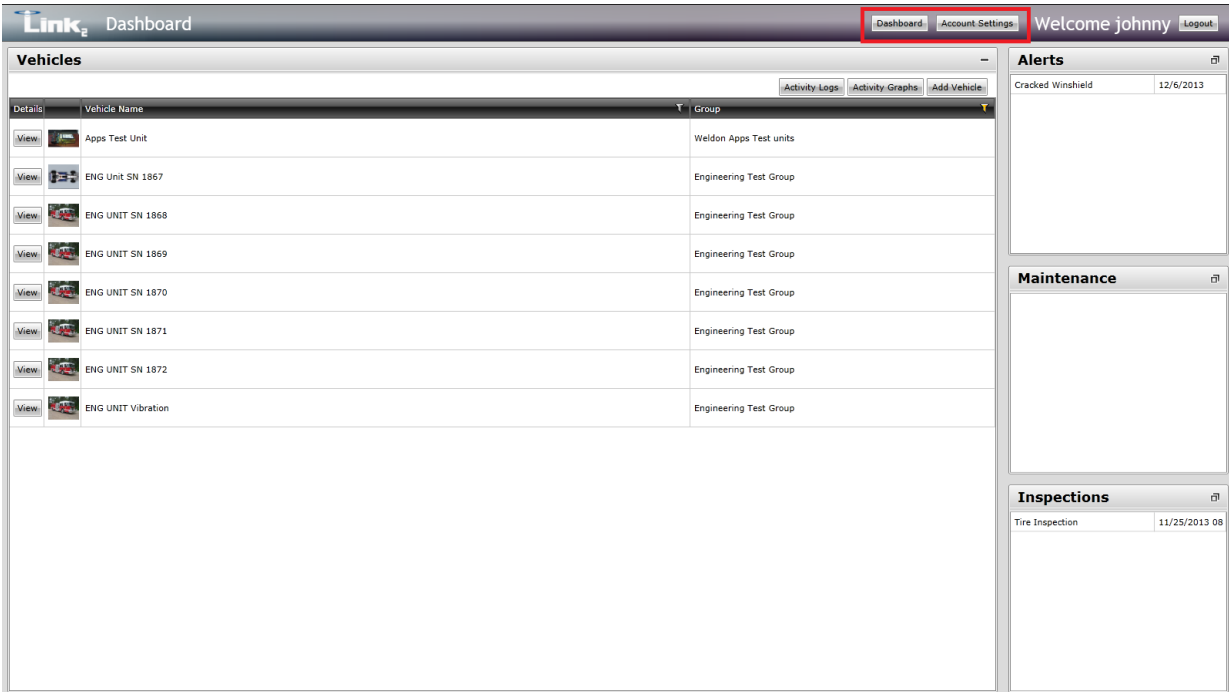 Link2 Dashboard Dashboard Account Settings Welcome johnny Logout
Vehicles
Activity Logs Activity Graphs Add Vehicle
Details Vehicle Name Group
View Apps Test Unit Weldon Apps Test units
View ENG Unit SN 1867 Engineering Test Group
View ENG UNIT SN 1868 Engineering Test Group
View ENG UNIT SN 1869 Engineering Test Group
View ENG UNIT SN 1870 Engineering Test Group
View ENG UNIT SN 1871 Engineering Test Group
View ENG UNIT SN 1872 Engineering Test Group
View ENG UNIT Vibration Engineering Test Group
Alerts
Cracked Winshield 12/6/2013
Maintenance
Inspections
Tire Inspection 11/25/2013 08